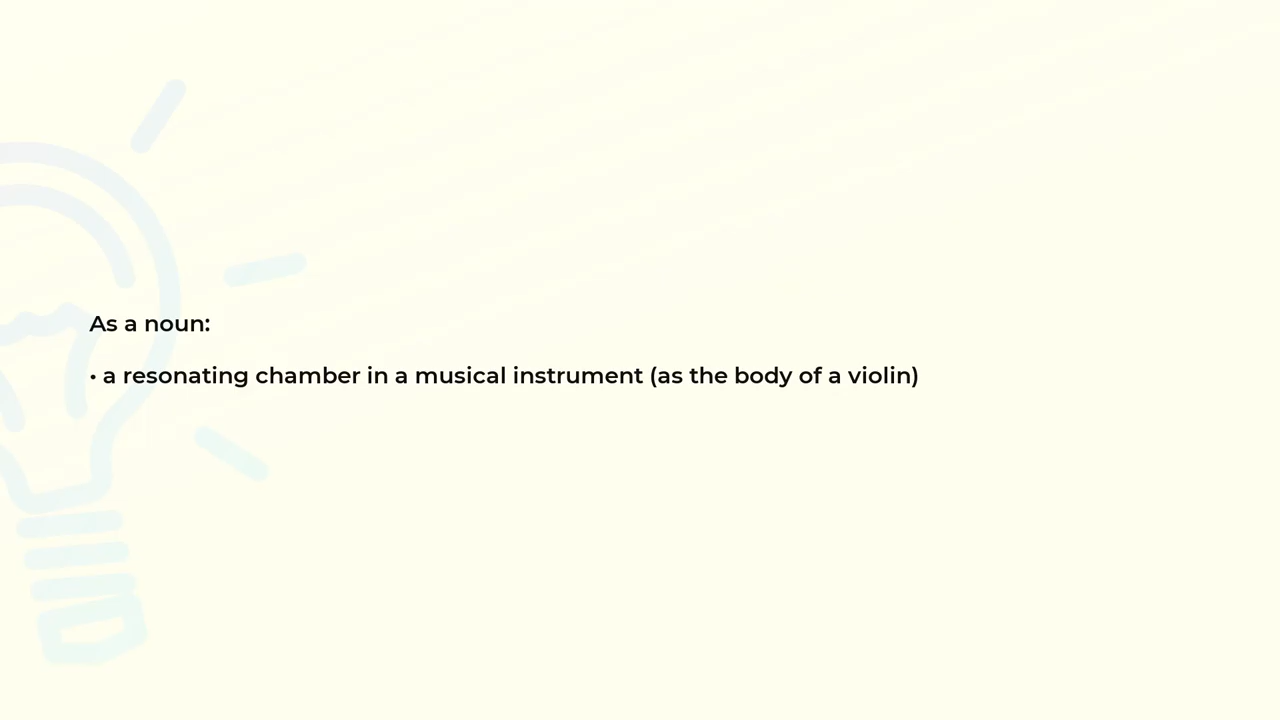 As a noun:
• a resonating chamber in a musical instrument (as the body of a violin)